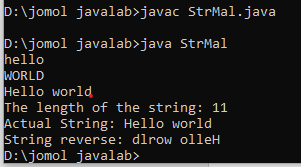 D:\jomol javalab>javac StrMal.java
D:\jomol javalab>java StrMal
hello
WORLD
Hello world
The length of the string: 11
Actual String: Hello world
String reverse: dlrow olleH
D:\jomol javalab>